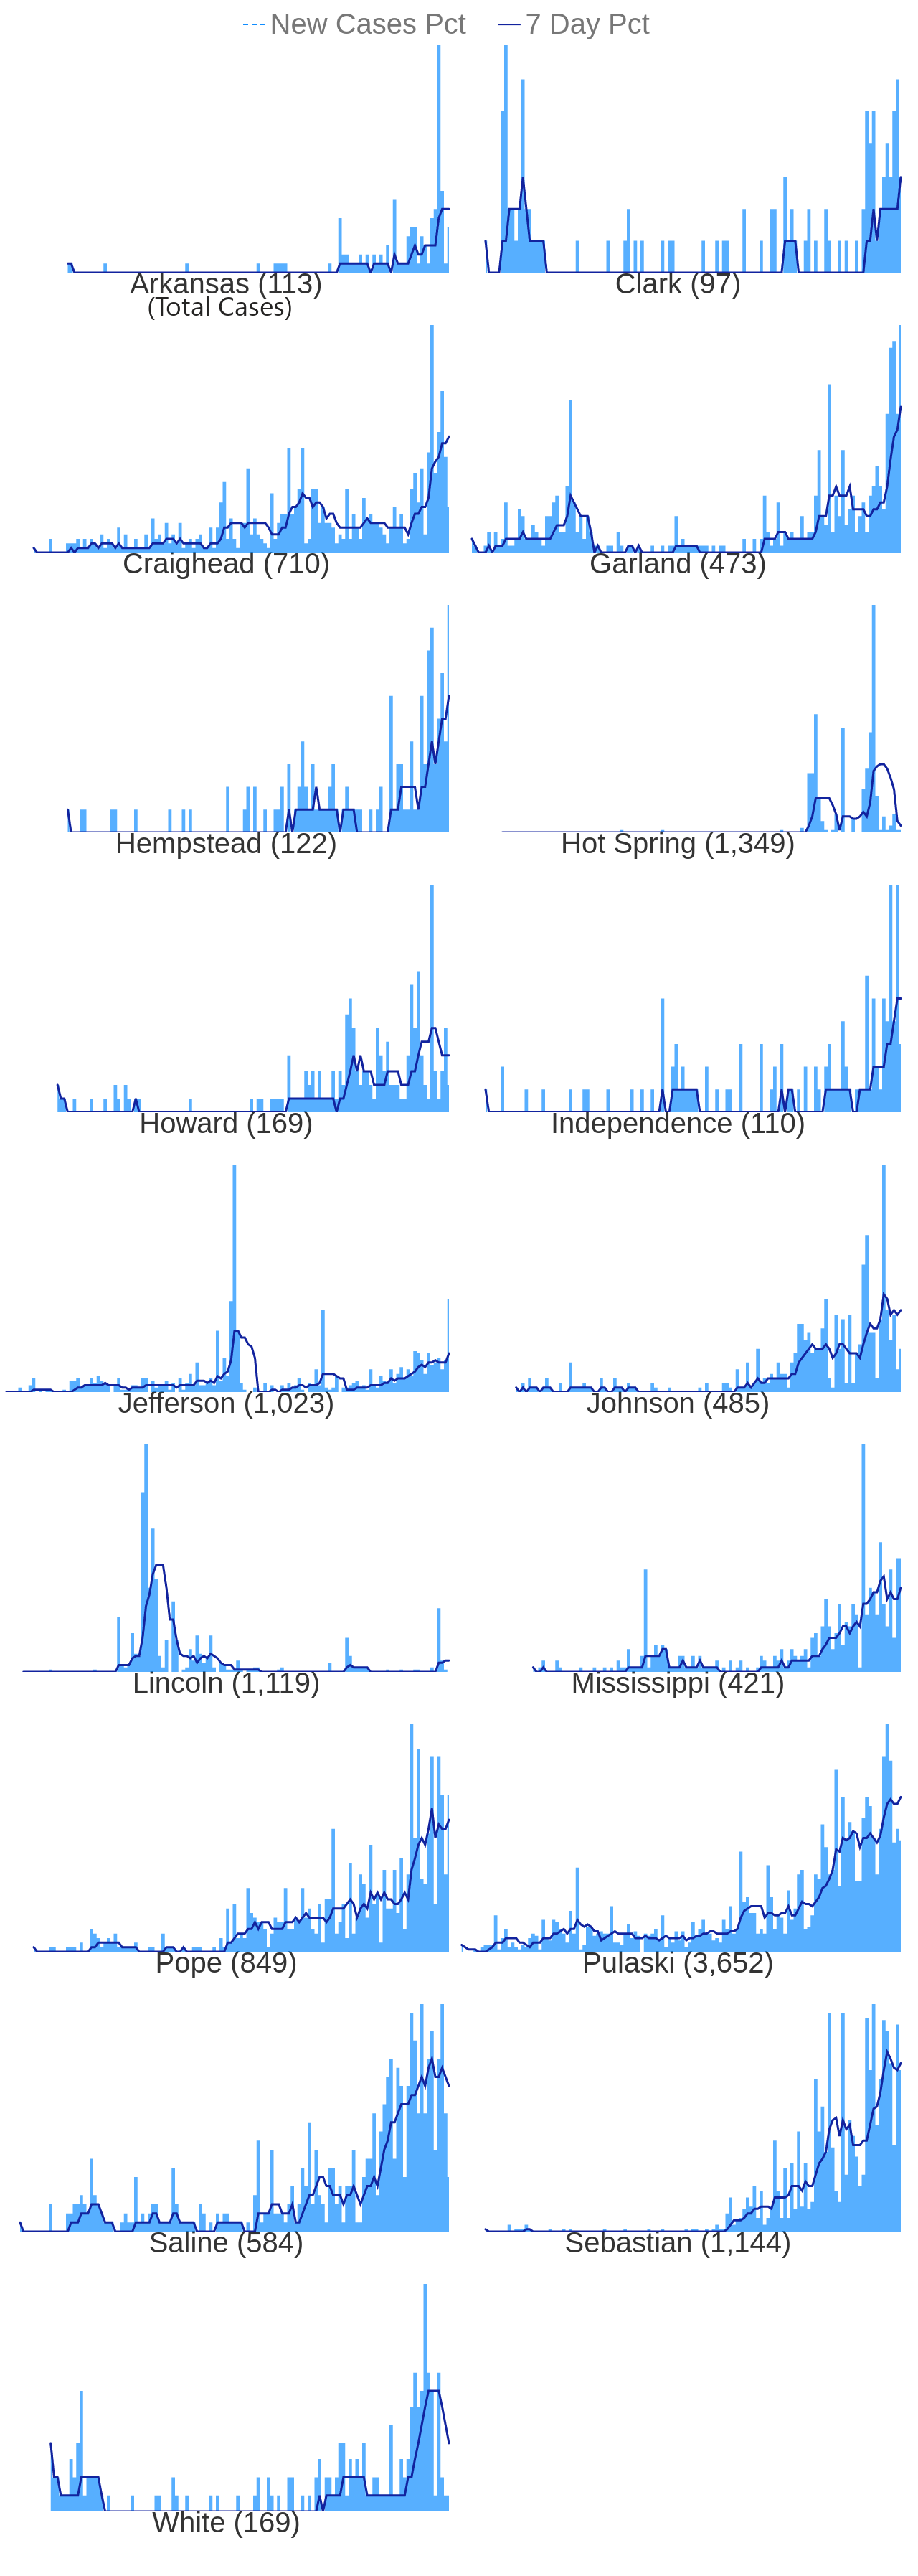 New Cases Pct 7 Day Pct
Arkansas (113) Clark (97)
(Total Cases)
Craighead (710) Garland (473)
Hempstead (122) Hot Spring (1,349)
Howard (169) Independence (110)
Jefferson (1,023) Johnson (485)
Lincoln (1,119) Mississippi (421)
Pope (849) Pulaski (3,652)
Saline (584) Sebastian (1,144)
White (169)